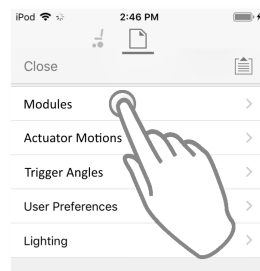 iPod 2:46 PM
Close
Modules
Actuator Motions
Trigger Angles
User Preferences
Lighting